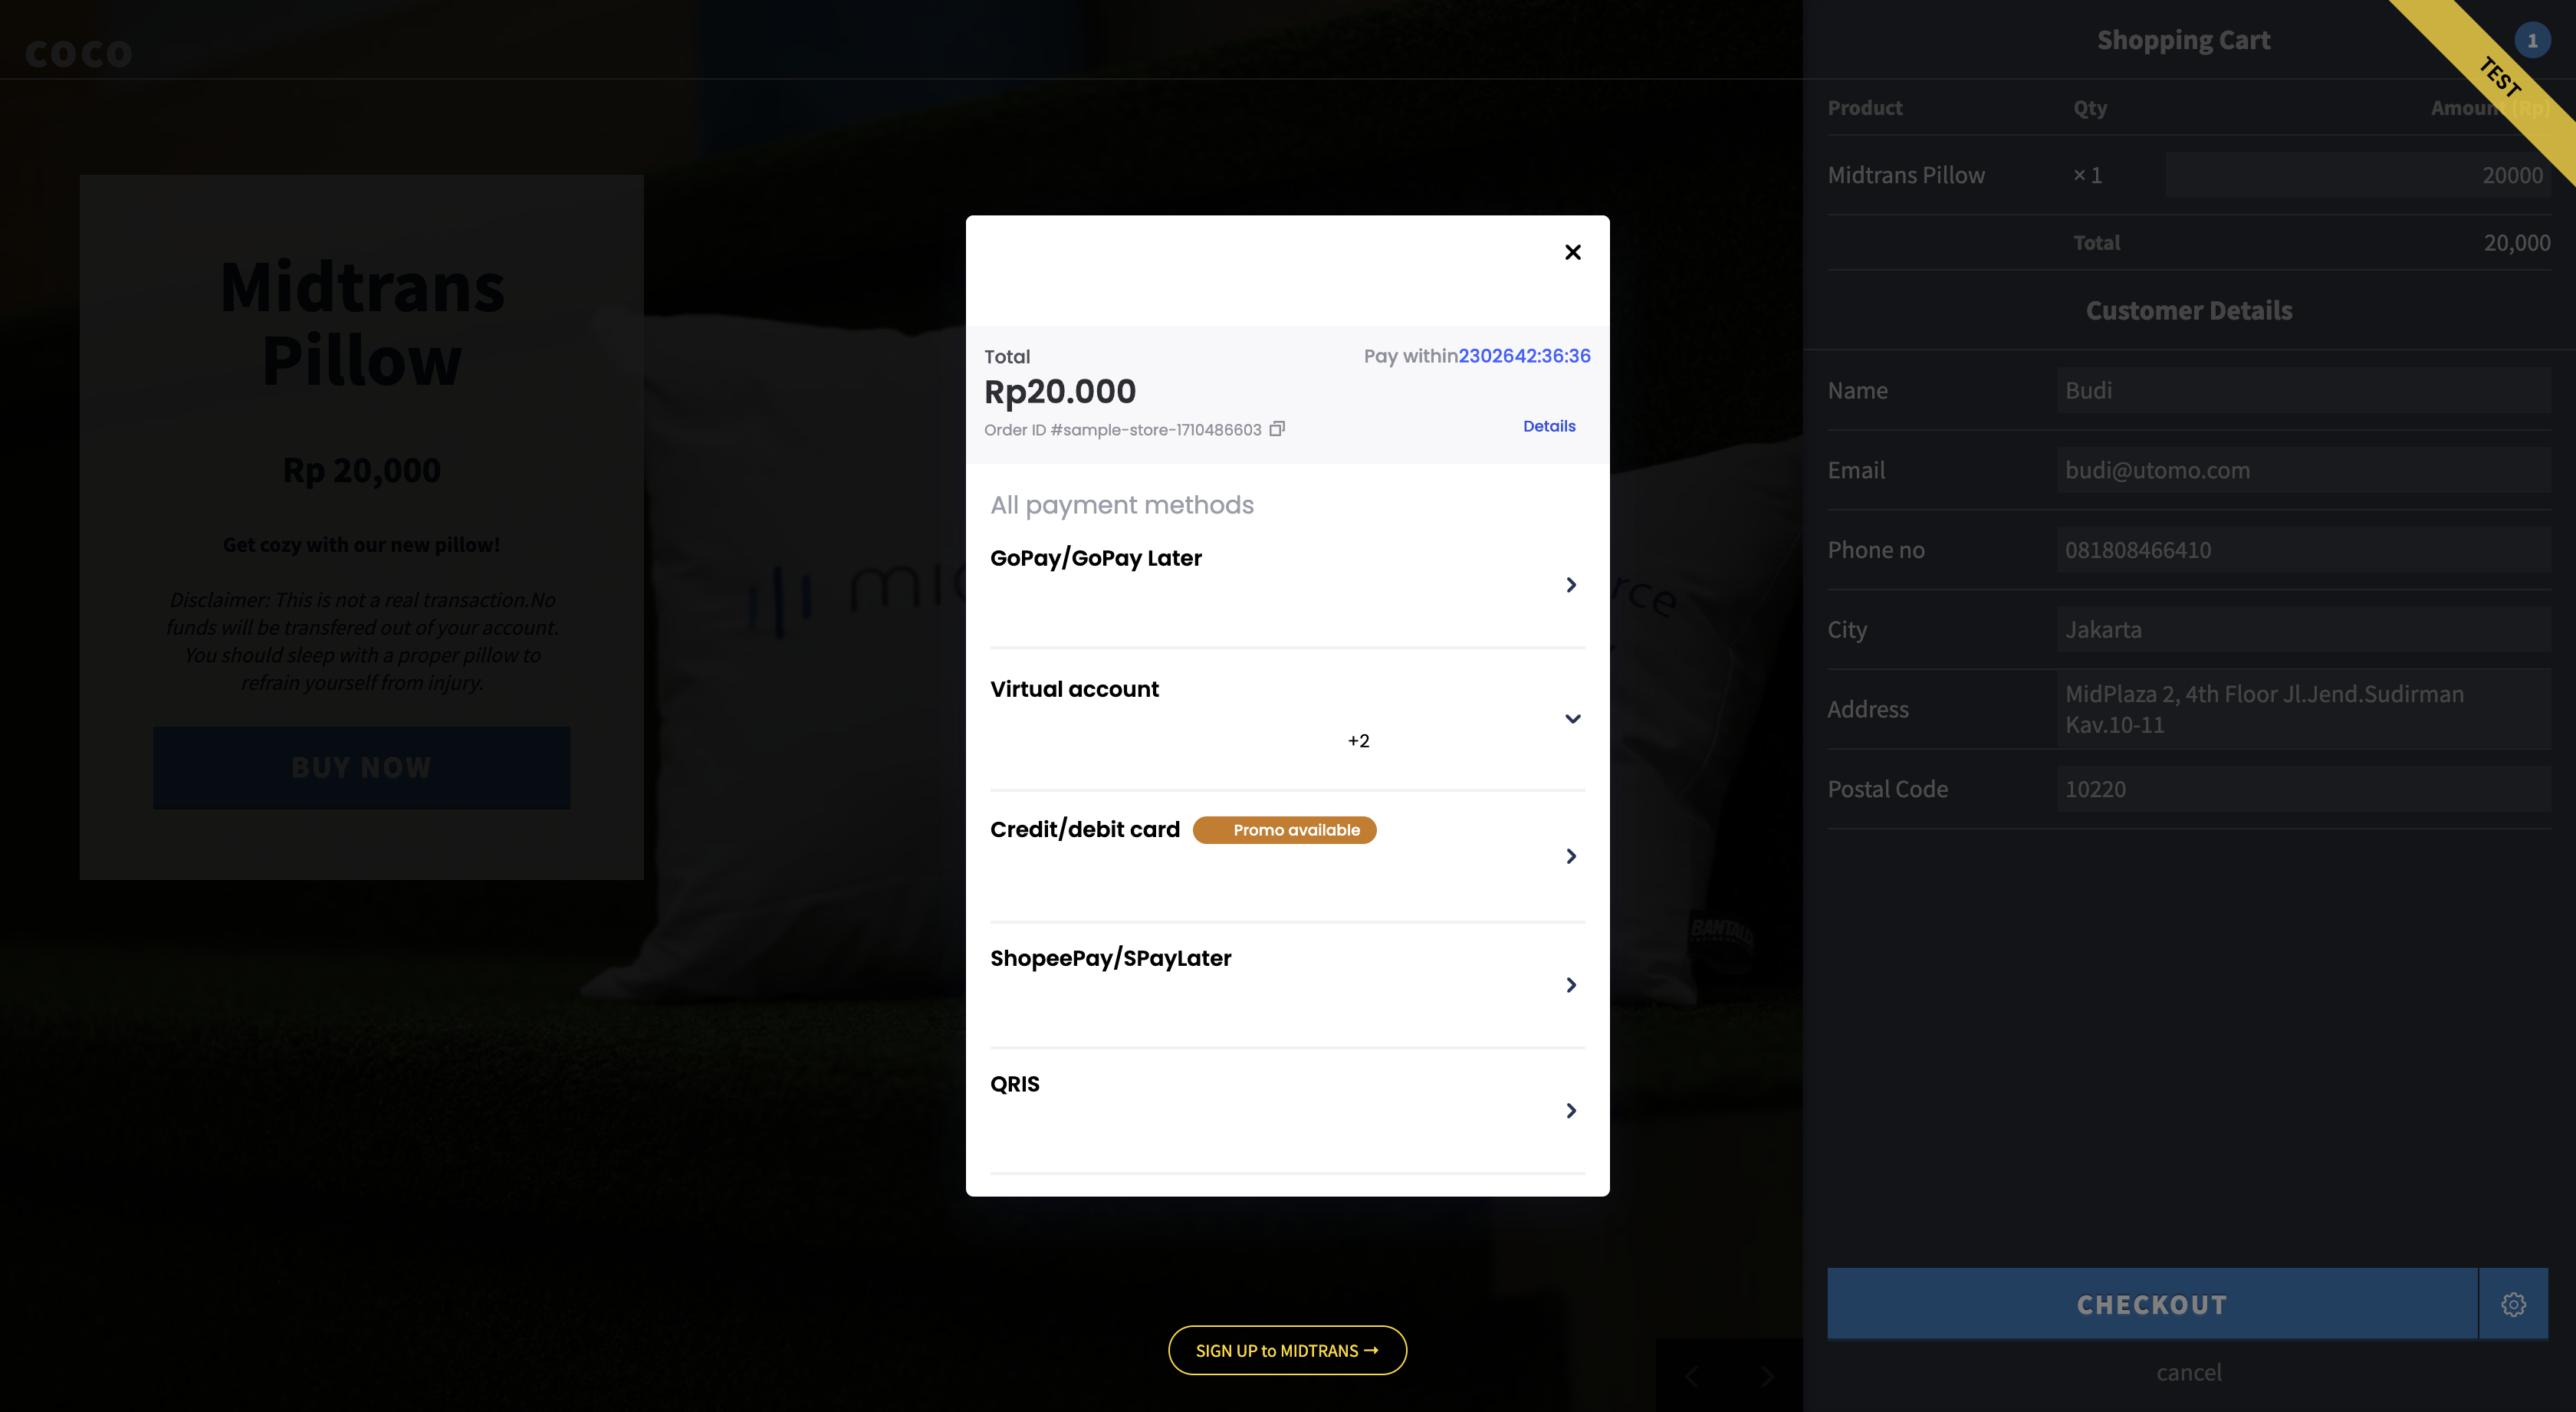 coco
Midtrans
Pillow
Rp 20,000
Get cozy with our new pillow!
Disclaimer: This is not a real transaction.No
funds will be transfered out of your account.
You should sleep with a proper pillow to
refrain yourself from injury.
BUY NOW
Total
Pay within2302642:36:36
Rp20.000
Order ID #sample-store-1710486603
Details
All payment methods
GoPay/GoPay Later
Virtual account
+2
Credit/debit card Promo available
ShopeePay/SPayLater
QRIS
SIGN UP to MIDTRANS →
Shopping Cart 1
TEST
Product Qty Amount (Rp)
Midtrans Pillow × 1 20000
Total 20,000
Customer Details
Name Budi
Email budi@utomo.com
Phone no 081808466410
City Jakarta
Address MidPlaza 2, 4th Floor Jl.Jend.Sudirman
Kav.10-11
Postal Code 10220
CHECKOUT
cancel